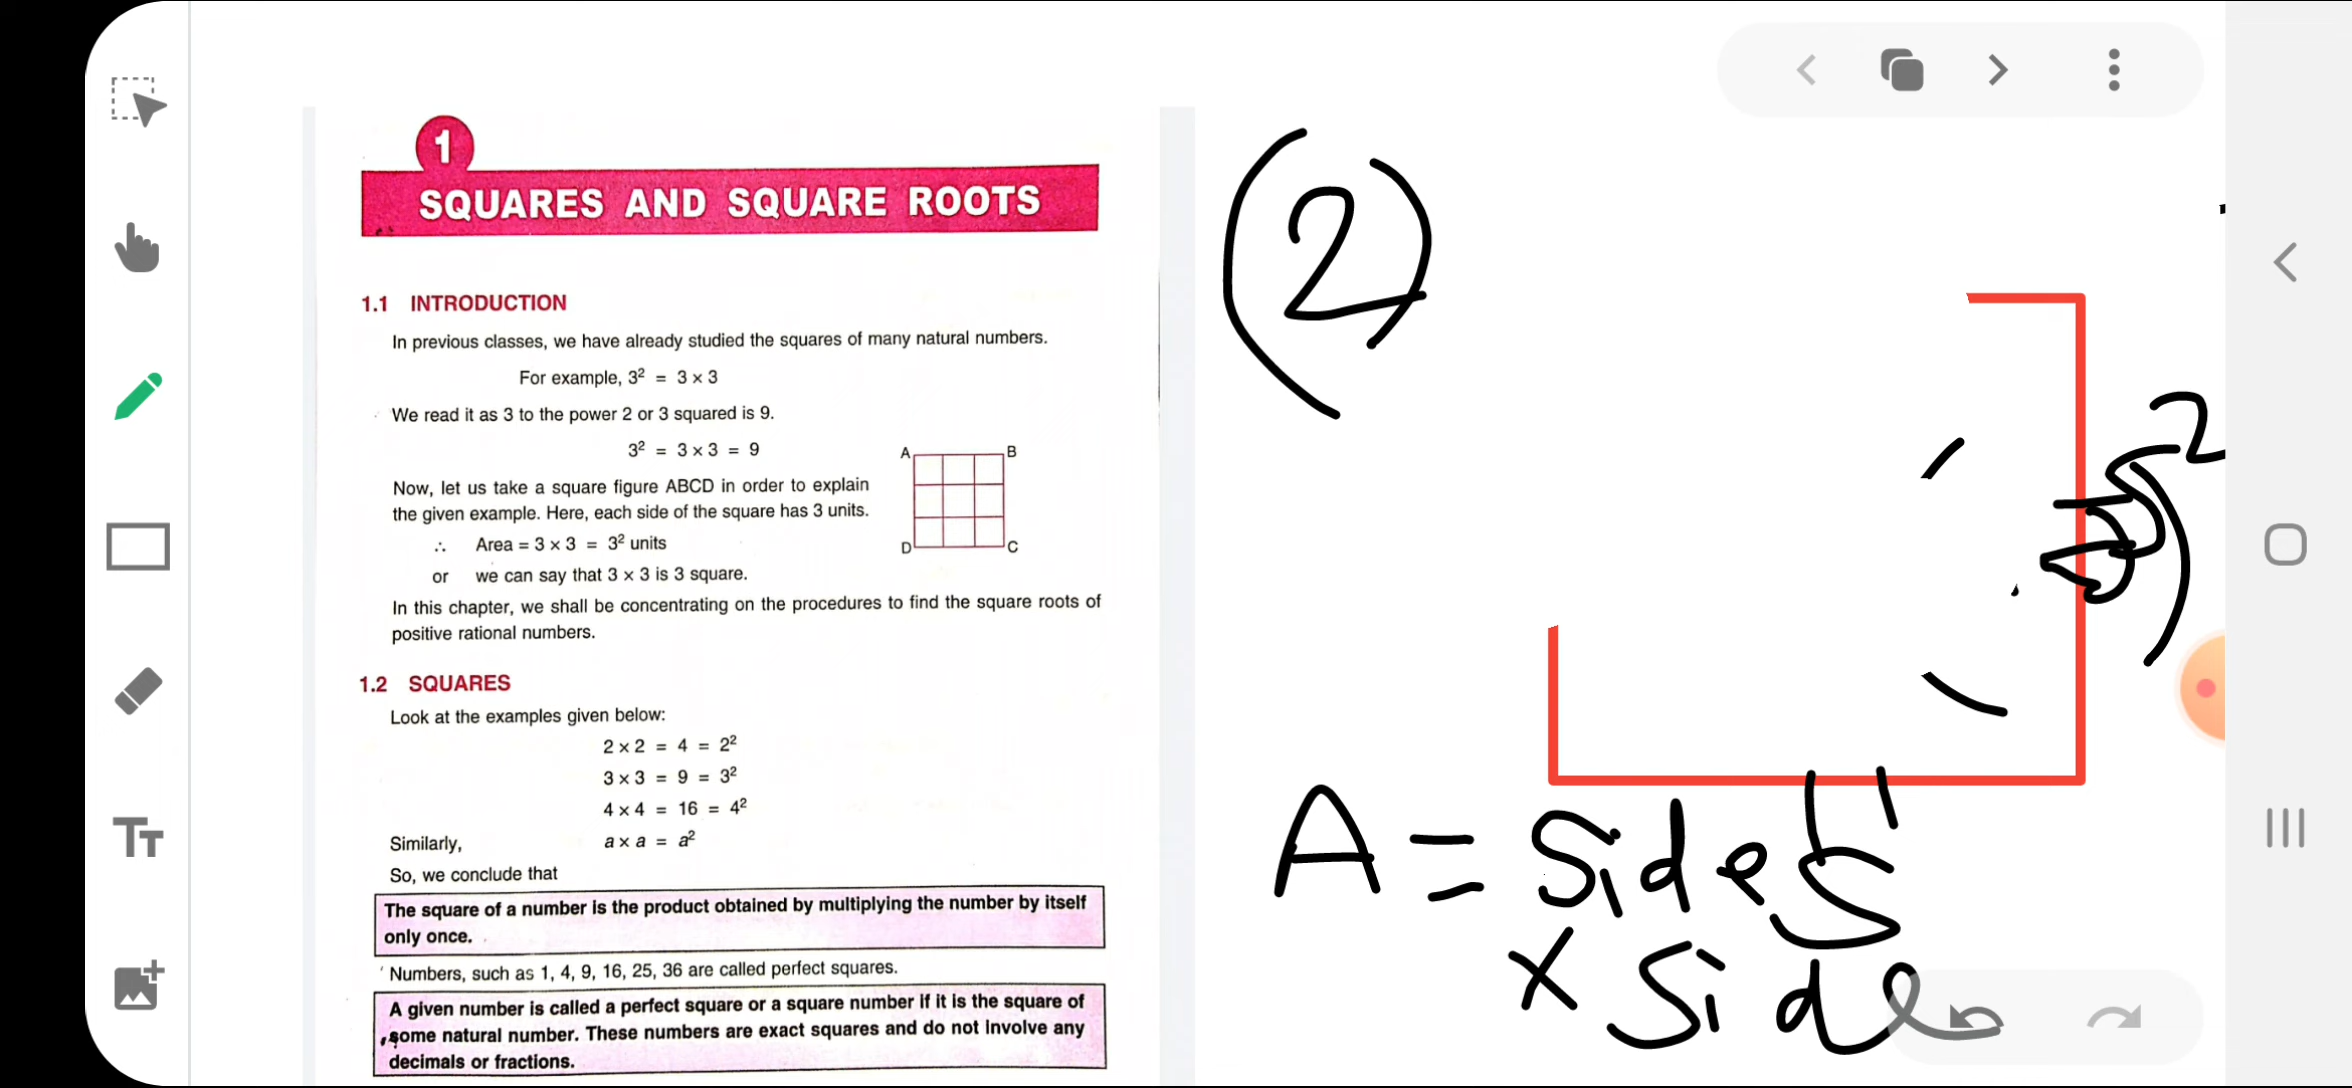 1
SQUARES AND SQUARE ROOTS
1.1 INTRODUCTION
In previous classes, we have already studied the squares of many natural numbers.
For example, 3² = 3 × 3
We read it as 3 to the power 2 or 3 squared is 9.
3² = 3 × 3 = 9
A B
Now, let us take a square figure ABCD in order to explain
the given example. Here, each side of the square has 3 units.
∴ Area = 3 × 3 = 3² units
D C
or we can say that 3 × 3 is 3 square.
In this chapter, we shall be concentrating on the procedures to find the square roots of
positive rational numbers.
1.2 SQUARES
Look at the examples given below:
2 × 2 = 4 = 2²
3 × 3 = 9 = 3²
4 × 4 = 16 = 4²
Similarly, a × a = a²
So, we conclude that
The square of a number is the product obtained by multiplying the number by itself
only once.
Numbers, such as 1, 4, 9, 16, 25, 36 are called perfect squares.
A given number is called a perfect square or a square number if it is the square of
some natural number. These numbers are exact squares and do not involve any
decimals or fractions.
(2)
A = Side
× Side
TT